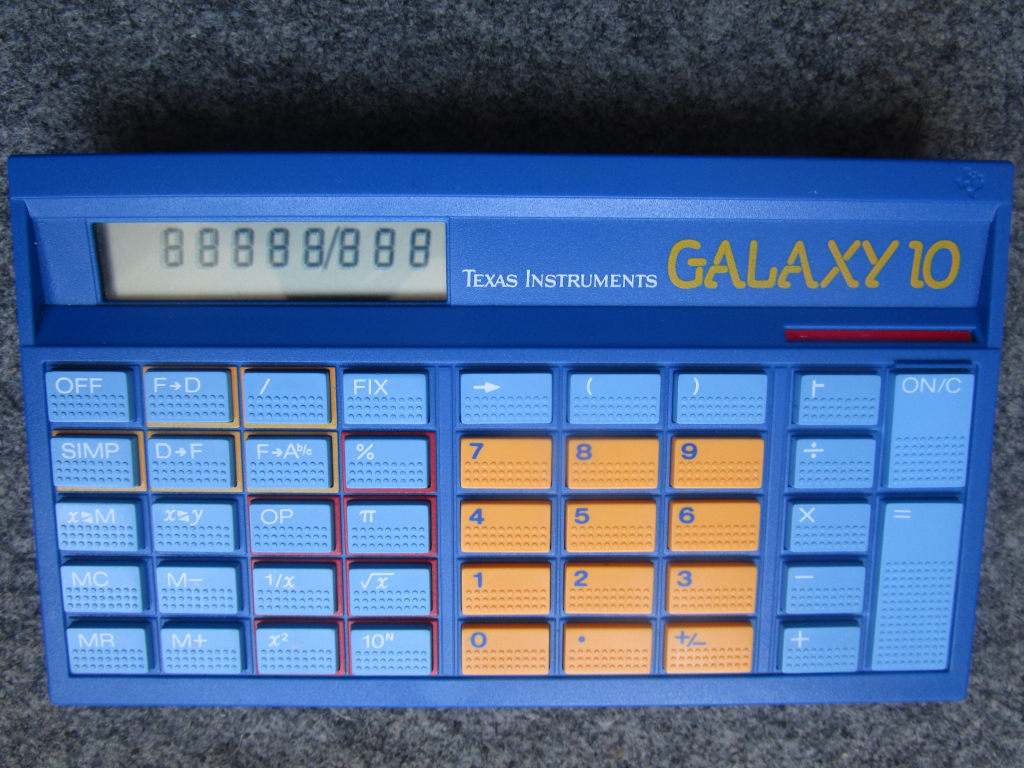 88888/888
TEXAS INSTRUMENTS GALAXY 10
OFF F→D / FIX → ( ) ⊦ ON/C
SIMP D→F F→Ab/c % 7 8 9 ÷
x⇆M x⇆y OP π 4 5 6 × =
MC M− 1/x √x 1 2 3 −
MR M+ x² 10ᴺ 0 . +/− +